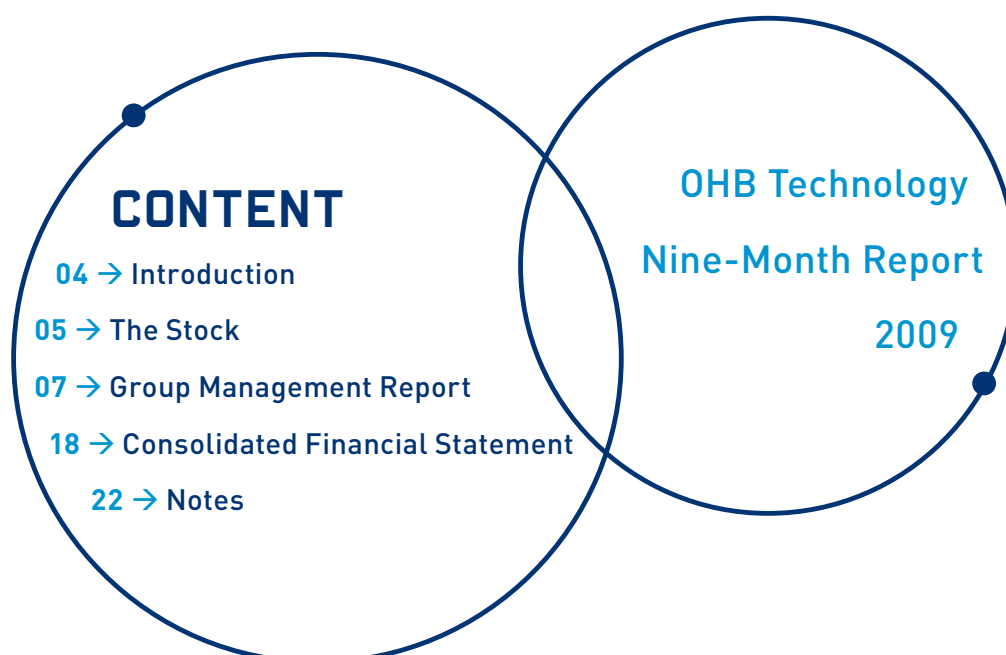 CONTENT
04 → Introduction
05 → The Stock
07 → Group Management Report
18 → Consolidated Financial Statement
22 → Notes
OHB Technology
Nine-Month Report
2009